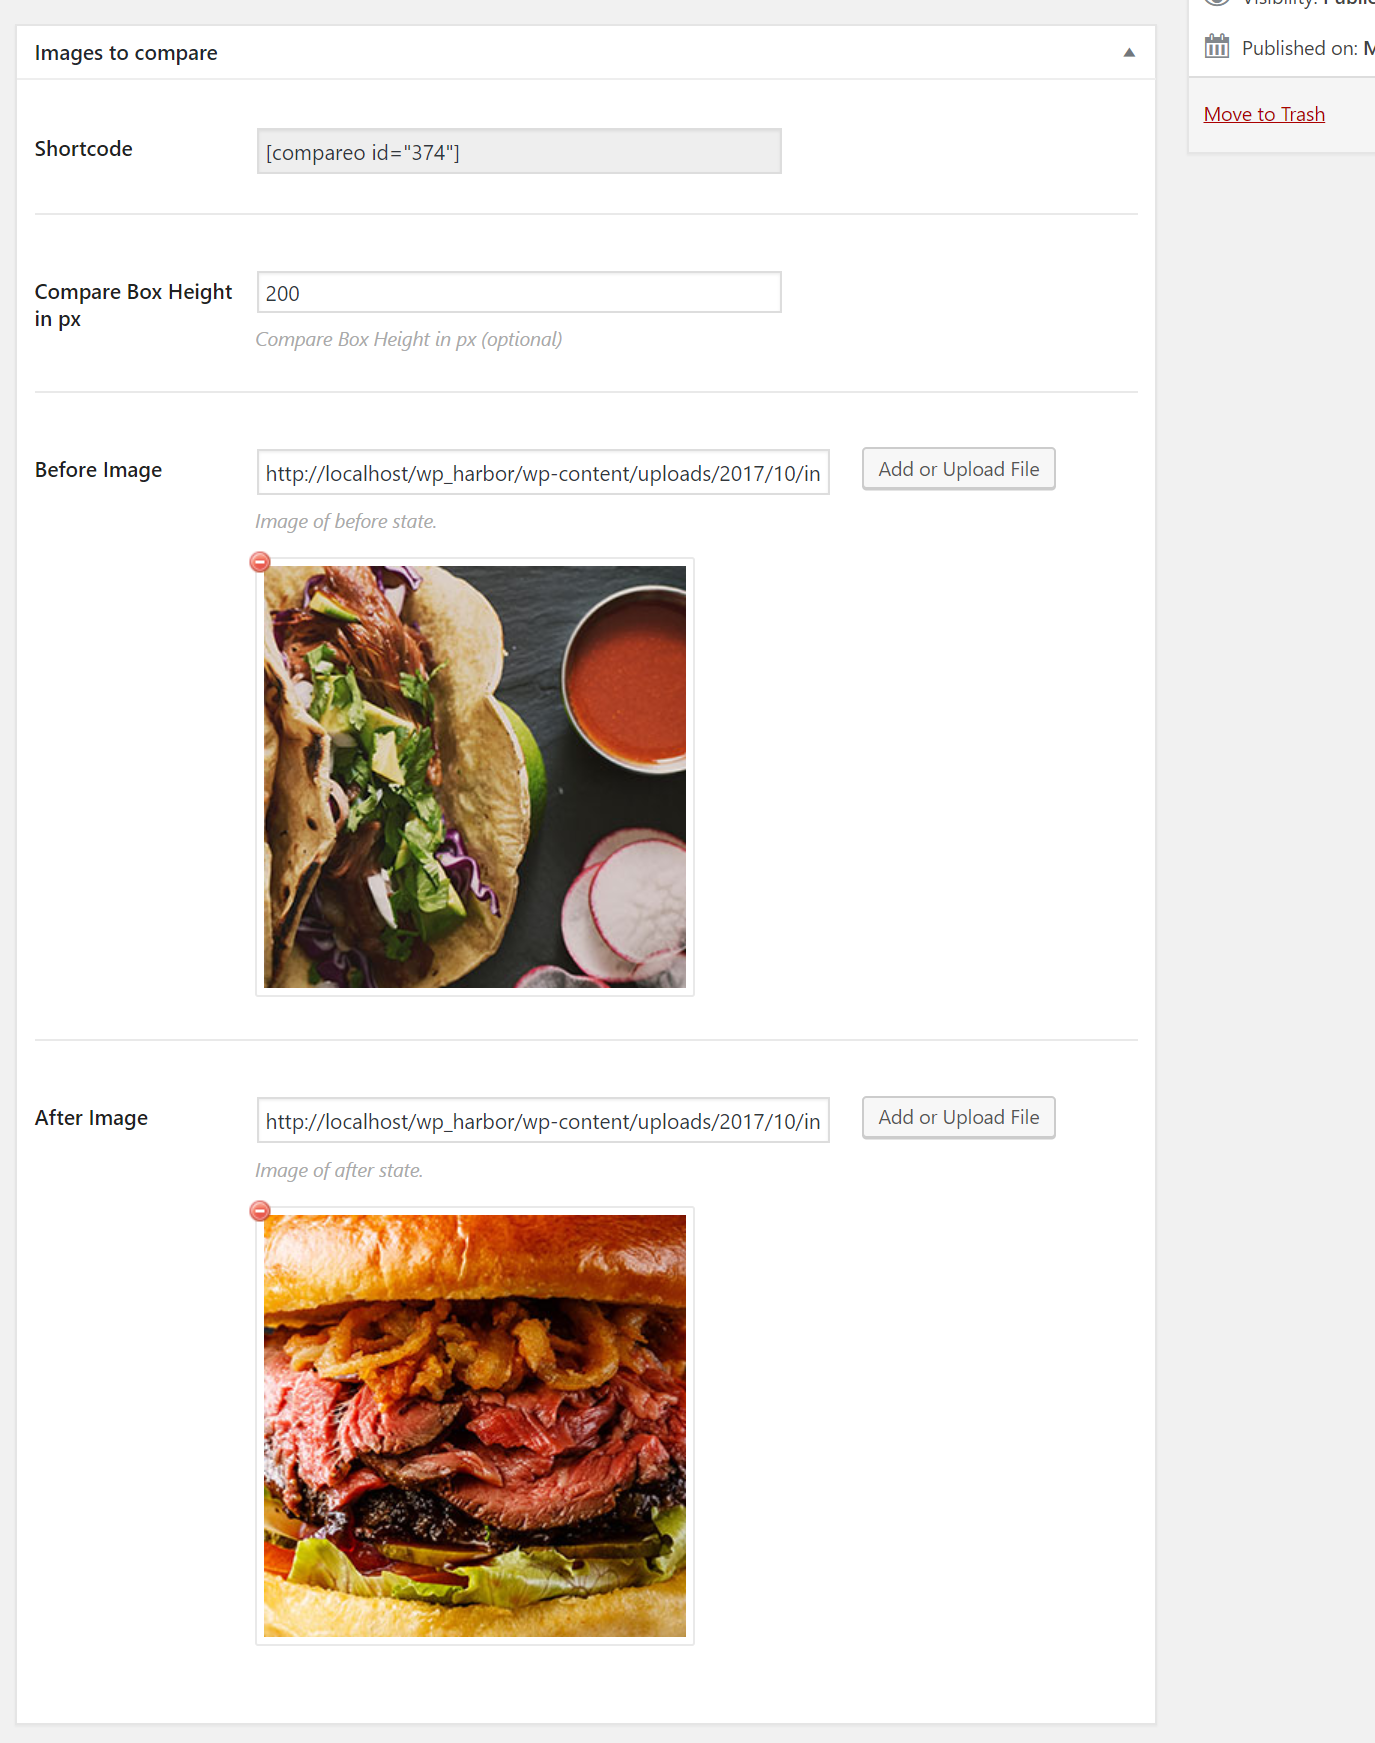 Visibility:
Images to compare
Published on:
Move to Trash
Shortcode
[compareo id="374"]
Compare Box Height
in px
200
Compare Box Height in px (optional)
Before Image
http://localhost/wp_harbor/wp-content/uploads/2017/10/in
Add or Upload File
Image of before state.
After Image
http://localhost/wp_harbor/wp-content/uploads/2017/10/in
Add or Upload File
Image of after state.